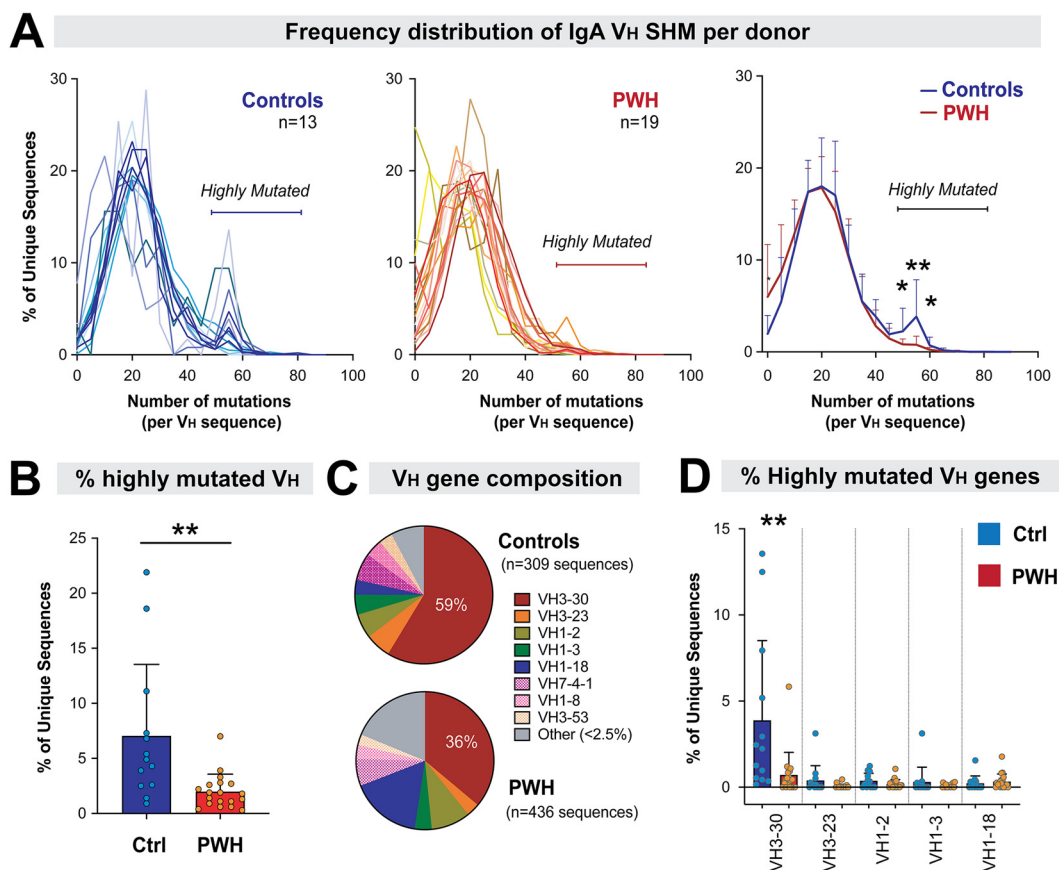 A
Frequency distribution of IgA VH SHM per donor
% of Unique Sequences
30
20
10
0
0 20 40 60 80 100
Controls
n=13
Highly Mutated
Number of mutations
(per VH sequence)
30
20
10
0
0 20 40 60 80 100
PWH
n=19
Highly Mutated
Number of mutations
(per VH sequence)
30
20
10
0
0 20 40 60 80 100
Controls
PWH
Highly Mutated
*
*
**
*
Number of mutations
(per VH sequence)
B
% highly mutated VH
% of Unique Sequences
25
20
15
10
5
0
**
Ctrl PWH
C
VH gene composition
59%
Controls
(n=309 sequences)
VH3-30
VH3-23
VH1-2
VH1-3
VH1-18
VH7-4-1
VH1-8
VH3-53
Other (<2.5%)
36%
PWH
(n=436 sequences)
D
% Highly mutated VH genes
% of Unique Sequences
15
10
5
0
**
Ctrl
PWH
VH3-30
VH3-23
VH1-2
VH1-3
VH1-18